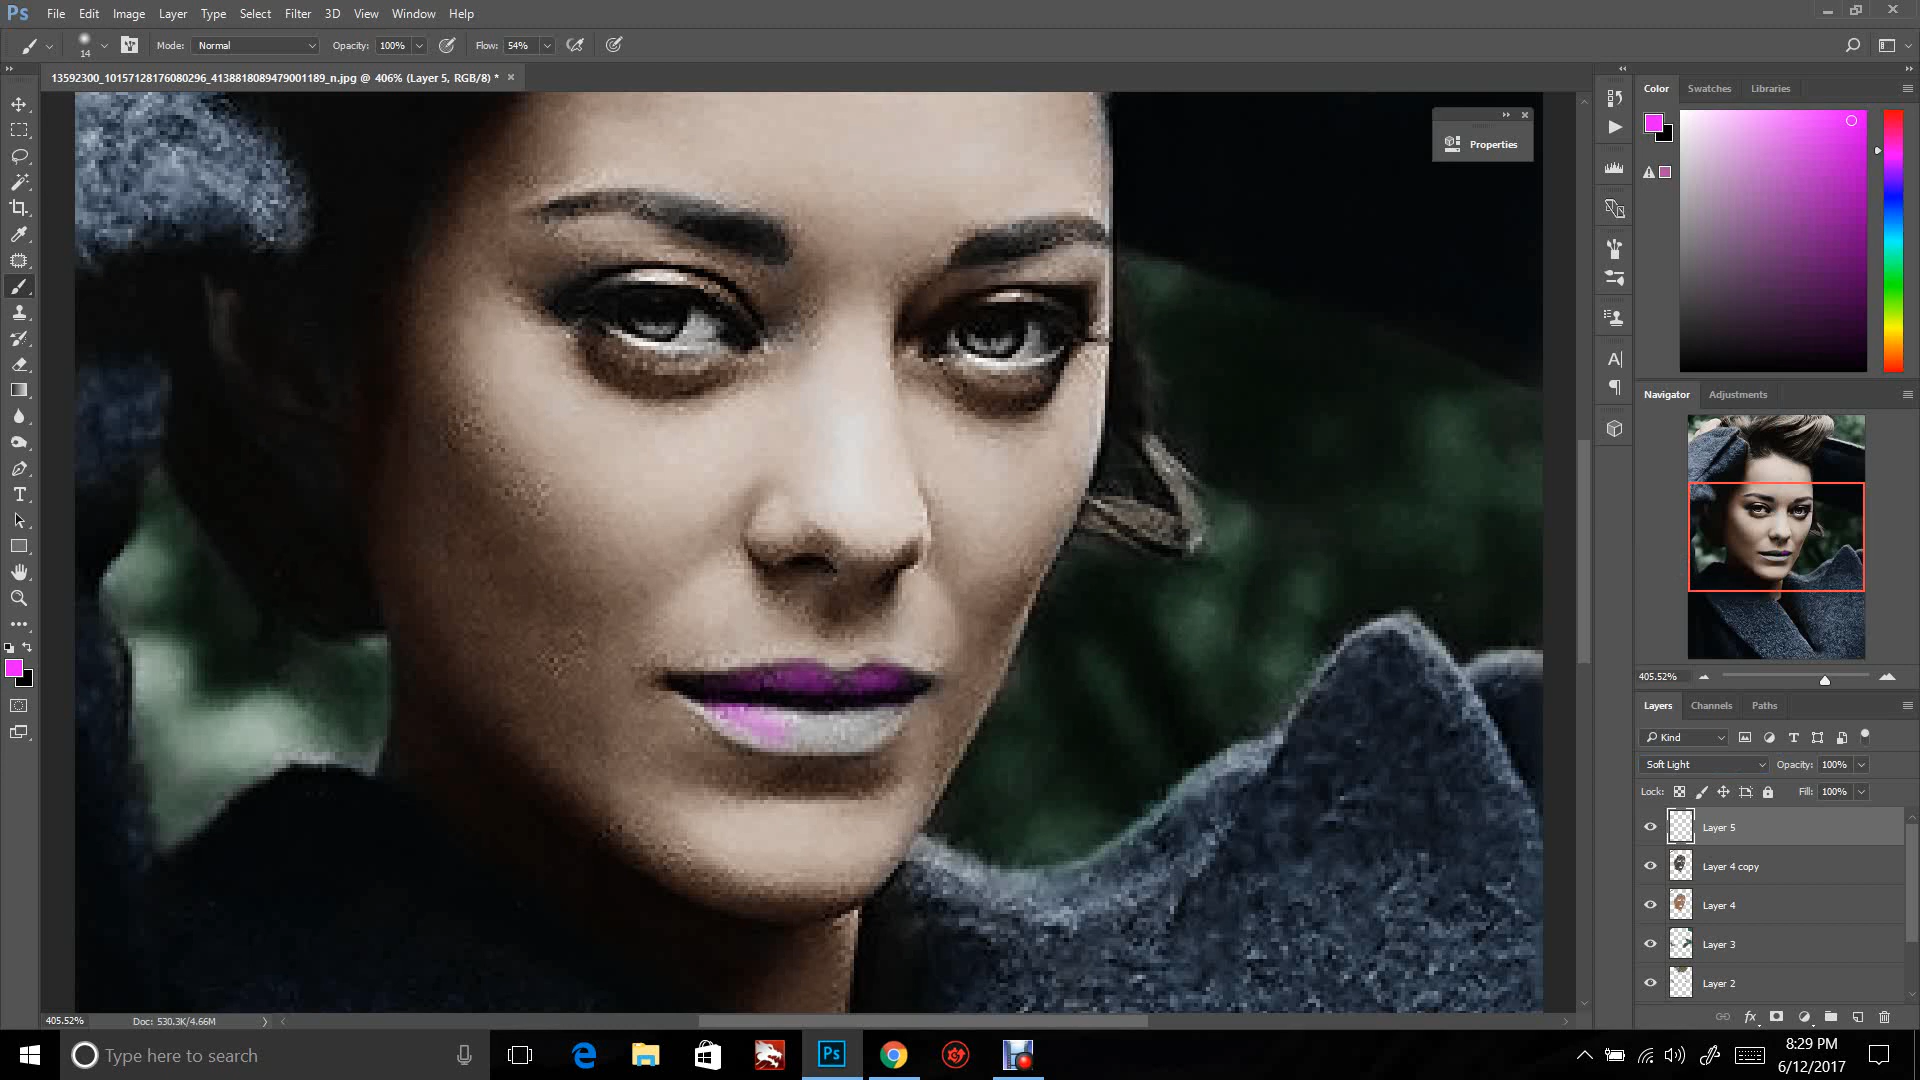 Ps File Edit Image Layer Type Select Filter 3D View Window Help
14 Mode: Normal Opacity: 100% Flow: 54%
13592300_10157128176080296_4138818089479001189_n.jpg @ 406% (Layer 5, RGB/8) *
Color Swatches Libraries
Properties
Navigator Adjustments
405.52%
Layers Channels Paths
Kind
Soft Light Opacity: 100%
Lock: Fill: 100%
Layer 5
Layer 4 copy
Layer 4
Layer 3
Layer 2
405.52% Doc: 530.3K/4.66M
Type here to search
Ps
8:29 PM
6/12/2017